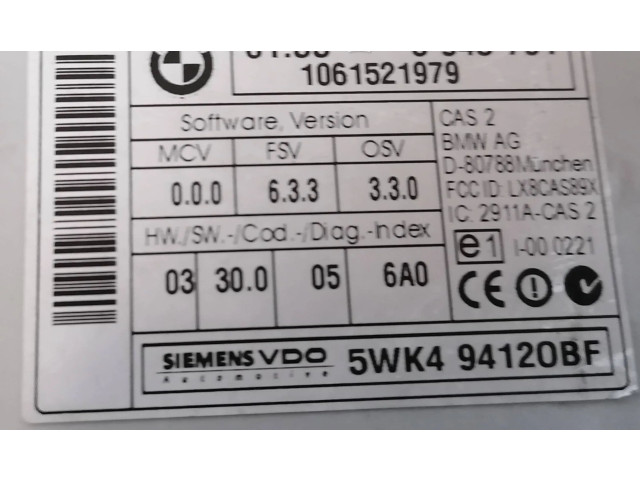 1061521979
Software, Version
MCV FSV OSV
0.0.0 6.3.3 3.3.0
HW./SW.-/Cod.-/Diag.-Index
03 30.0 05 6A0
CAS 2
BMW AG
D-80788München
FCC ID: LX8CAS89X
IC: 2911A-CAS 2
e1 I-00 0221
CE
SIEMENS VDO
Automotive
5WK4 94120BF